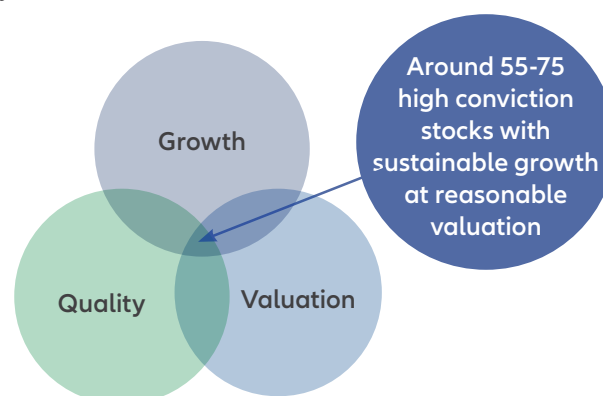 Growth
Around 55-75
high conviction
stocks with
sustainable growth
at reasonable
valuation
Quality
Valuation